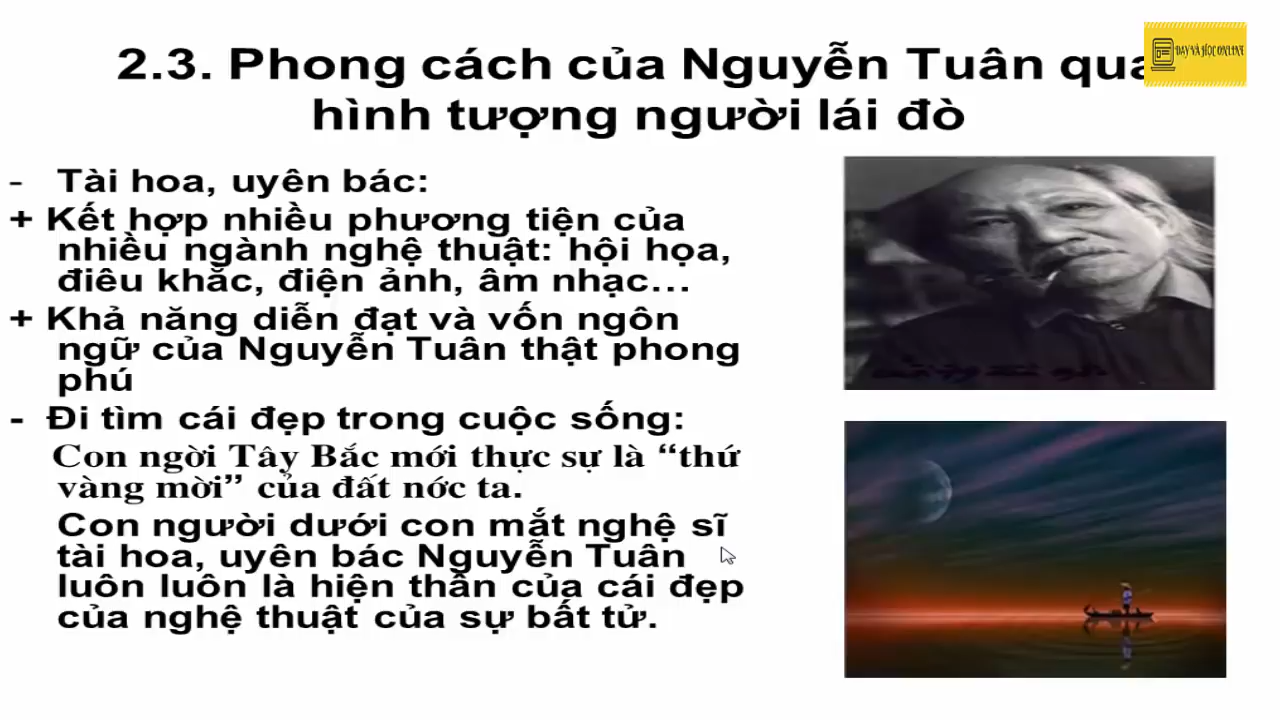 2.3. Phong cách của Nguyễn Tuân qua
hình tượng người lái đò
DẠY VÀ HỌC ONLINE
- Tài hoa, uyên bác:
+ Kết hợp nhiều phương tiện của
nhiều ngành nghệ thuật: hội họa,
điêu khắc, điện ảnh, âm nhạc...
+ Khả năng diễn đạt và vốn ngôn
ngữ của Nguyễn Tuân thật phong
phú
- Đi tìm cái đẹp trong cuộc sống:
Con ngời Tây Bắc mới thực sự là “thứ
vàng mời” của đất nớc ta.
Con người dưới con mắt nghệ sĩ
tài hoa, uyên bác Nguyễn Tuân
luôn luôn là hiện thân của cái đẹp
của nghệ thuật của sự bất tử.